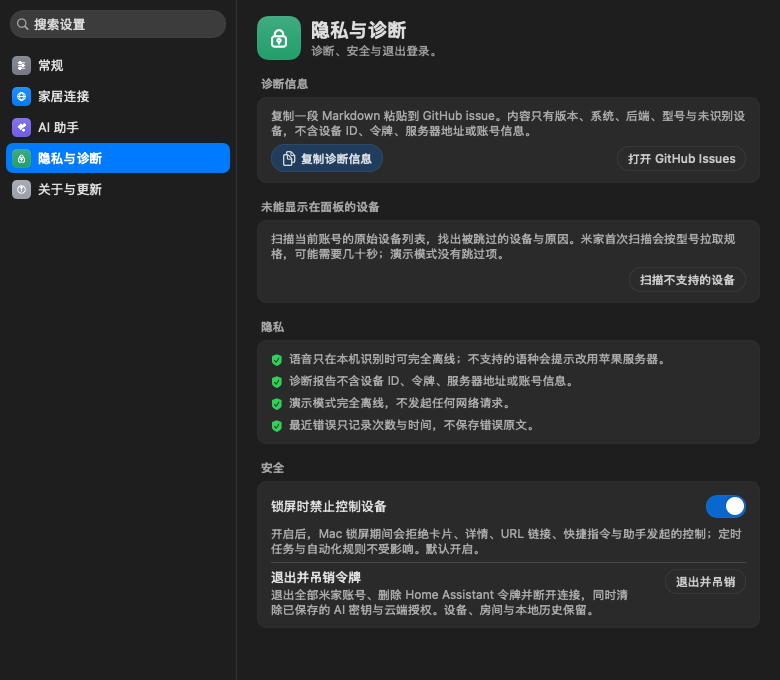 搜索设置
常规
家居连接
AI 助手
隐私与诊断
关于与更新
隐私与诊断
诊断、安全与退出登录。
诊断信息
复制一段 Markdown 粘贴到 GitHub issue。内容只有版本、系统、后端、型号与未识别设
备，不含设备 ID、令牌、服务器地址或账号信息。
复制诊断信息
打开 GitHub Issues
未能显示在面板的设备
扫描当前账号的原始设备列表，找出被跳过的设备与原因。米家首次扫描会按型号拉取规
格，可能需要几十秒；演示模式没有跳过项。
扫描不支持的设备
隐私
语音只在本机识别时可完全离线；不支持的语种会提示改用苹果服务器。
诊断报告不含设备 ID、令牌、服务器地址或账号信息。
演示模式完全离线，不发起任何网络请求。
最近错误只记录次数与时间，不保存错误原文。
安全
锁屏时禁止控制设备
开启后，Mac 锁屏期间会拒绝卡片、详情、URL 链接、快捷指令与助手发起的控制；定时
任务与自动化规则不受影响。默认开启。
退出并吊销令牌
退出全部米家账号、删除 Home Assistant 令牌并断开连接，同时清
除已保存的 AI 密钥与云端授权。设备、房间与本地历史保留。
退出并吊销